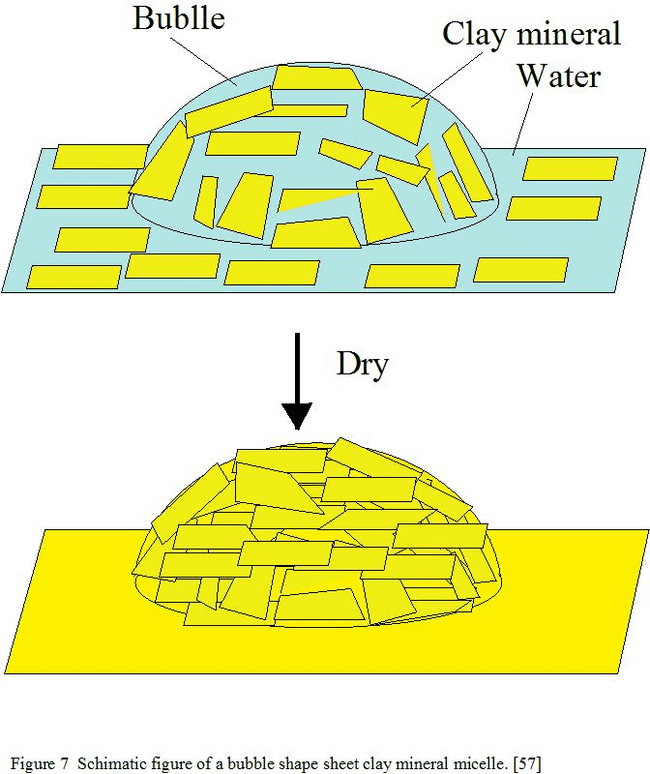 Bublle
Clay mineral
Water
Dry
Figure 7 Schimatic figure of a bubble shape sheet clay mineral micelle. [57]